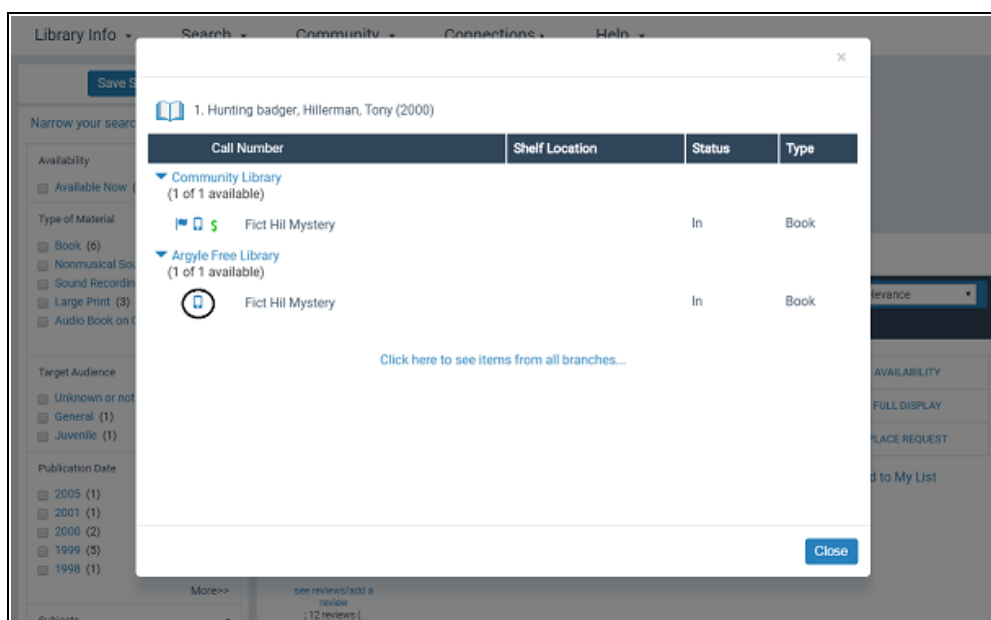 Library Info
Search
Community
Connections
Help
×
Save S
1. Hunting badger, Hillerman, Tony (2000)
Narrow your searc
Call Number Shelf Location Status Type
Availability
Community Library
(1 of 1 available)
Available Now (
Type of Material
$ Fict Hil Mystery In Book
Book (6)
Argyle Free Library
Nonmusical Sou
(1 of 1 available)
Sound Recordin
Large Print (3)
Fict Hil Mystery In Book
levance
Audio Book on C
Click here to see items from all branches...
Target Audience
AVAILABILITY
Unknown or not
General (1)
FULL DISPLAY
Juvenile (1)
PLACE REQUEST
Publication Date
d to My List
2005 (1)
2001 (1)
2000 (2)
1999 (5)
Close
1998 (1)
More>>
see reviews/add a
review
; 12 reviews (
Subjects